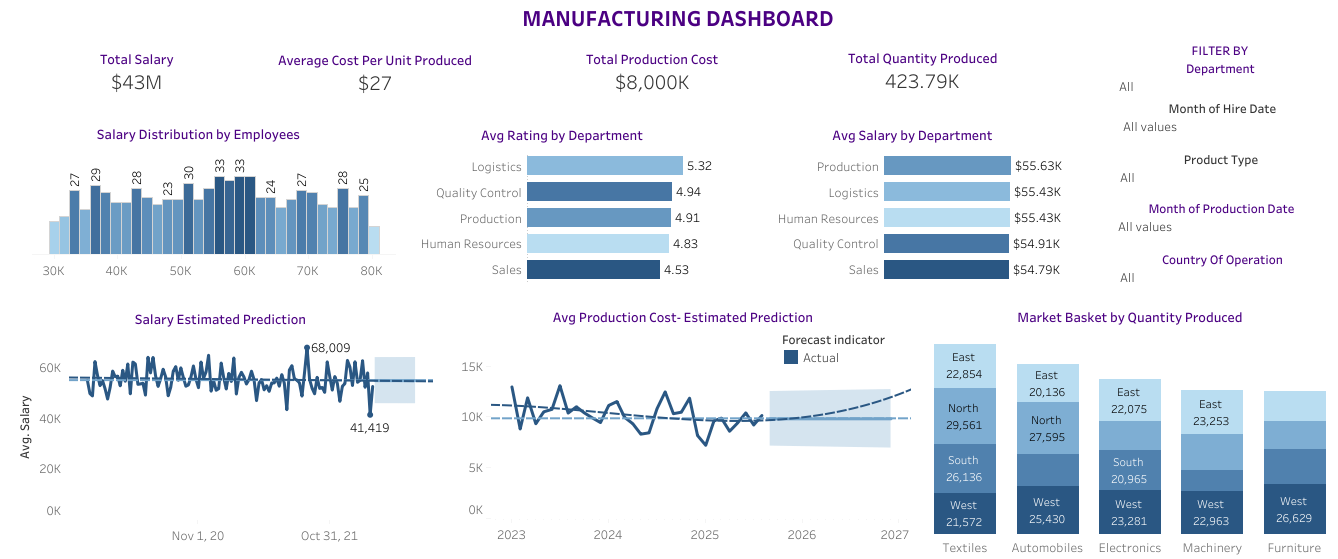 MANUFACTURING DASHBOARD
Total Salary
$43M
Average Cost Per Unit Produced
$27
Total Production Cost
$8,000K
Total Quantity Produced
423.79K
FILTER BY
Department
All
Month of Hire Date
All values
Product Type
All
Month of Production Date
All values
Country Of Operation
All
Salary Distribution by Employees
27
29
28
23
30
33
33
24
27
28
25
30K
40K
50K
60K
70K
80K
Avg Rating by Department
Logistics
5.32
Quality Control
4.94
Production
4.91
Human Resources
4.83
Sales
4.53
Avg Salary by Department
Production
$55.63K
Logistics
$55.43K
Human Resources
$55.43K
Quality Control
$54.91K
Sales
$54.79K
Salary Estimated Prediction
Avg. Salary
60K
40K
20K
0K
68,009
41,419
Nov 1, 20
Oct 31, 21
Avg Production Cost- Estimated Prediction
Forecast indicator
Actual
15K
10K
5K
0K
2023
2024
2025
2026
2027
Market Basket by Quantity Produced
East
22,854
North
29,561
South
26,136
West
21,572
Textiles
East
20,136
North
27,595
West
25,430
Automobiles
East
22,075
South
20,965
West
23,281
Electronics
East
23,253
West
22,963
Machinery
West
26,629
Furniture